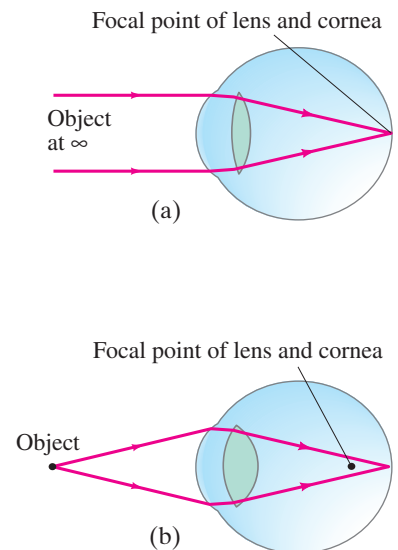 Focal point of lens and cornea
Object
at ∞
(a)
Focal point of lens and cornea
Object
(b)